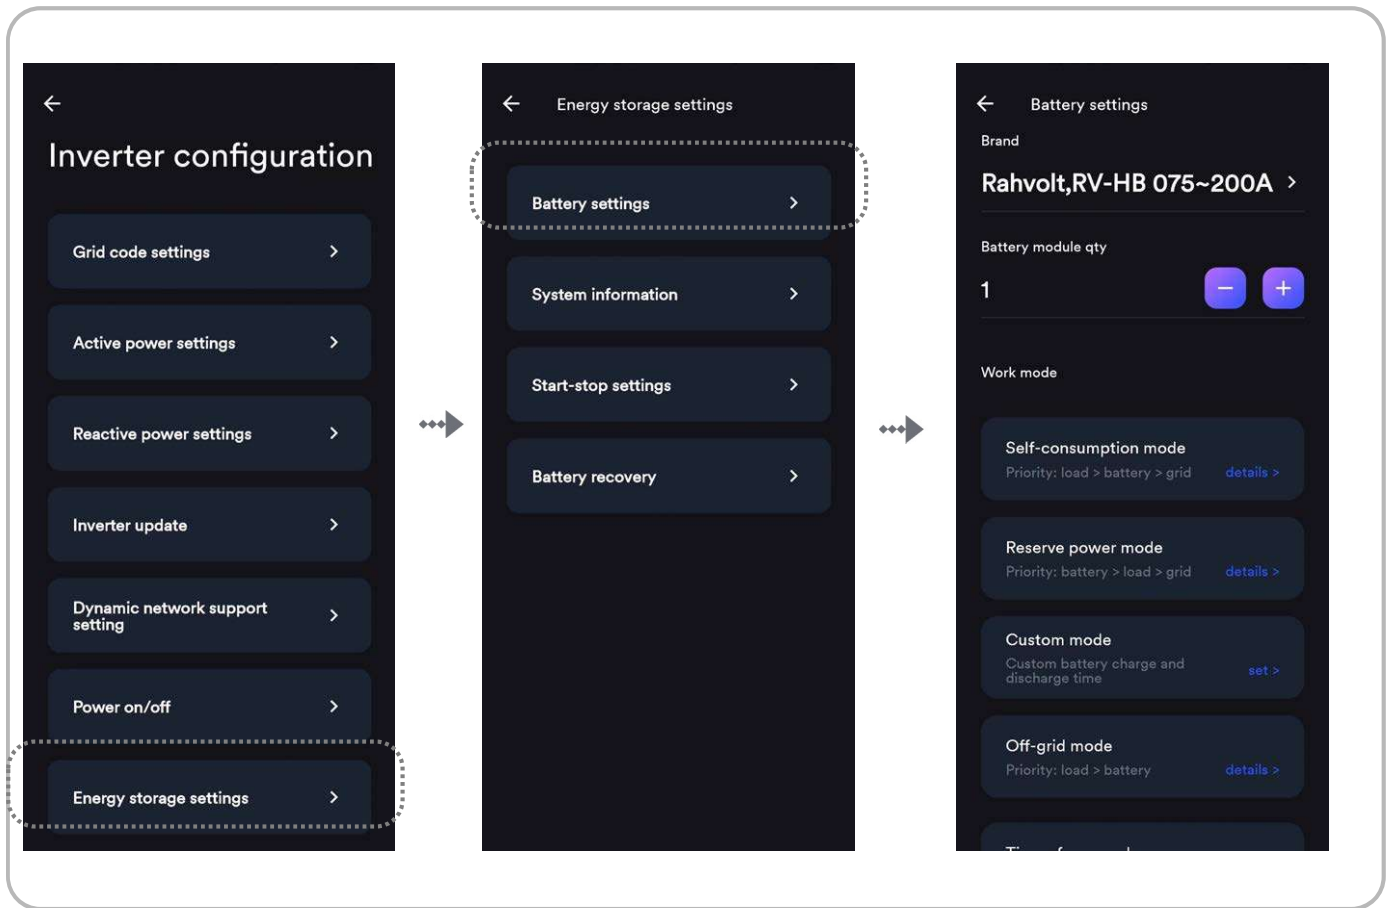 Inverter configuration
Grid code settings
Active power settings
Reactive power settings
Inverter update
Dynamic network support
setting
Power on/off
Energy storage settings
Energy storage settings
Battery settings
System information
Start-stop settings
Battery recovery
Battery settings
Brand
Rahvolt,RV-HB 075~200A
Battery module qty
1
Work mode
Self-consumption mode
Priority: load > battery > grid details >
Reserve power mode
Priority: battery > load > grid details >
Custom mode
Custom battery charge and
discharge time
set >
Off-grid mode
Priority: load > battery details >